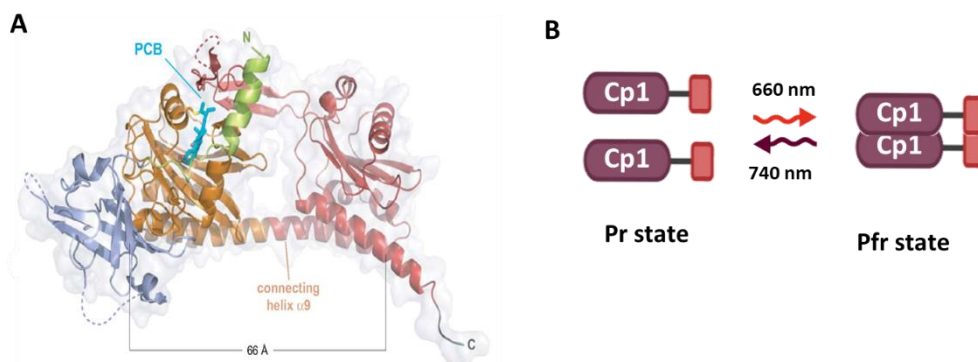 A
PCB
N
connecting
helix α9
66 Å
C
B
Cp1
660 nm
Cp1
Cp1
Cp1
740 nm
Pr state
Pfr state